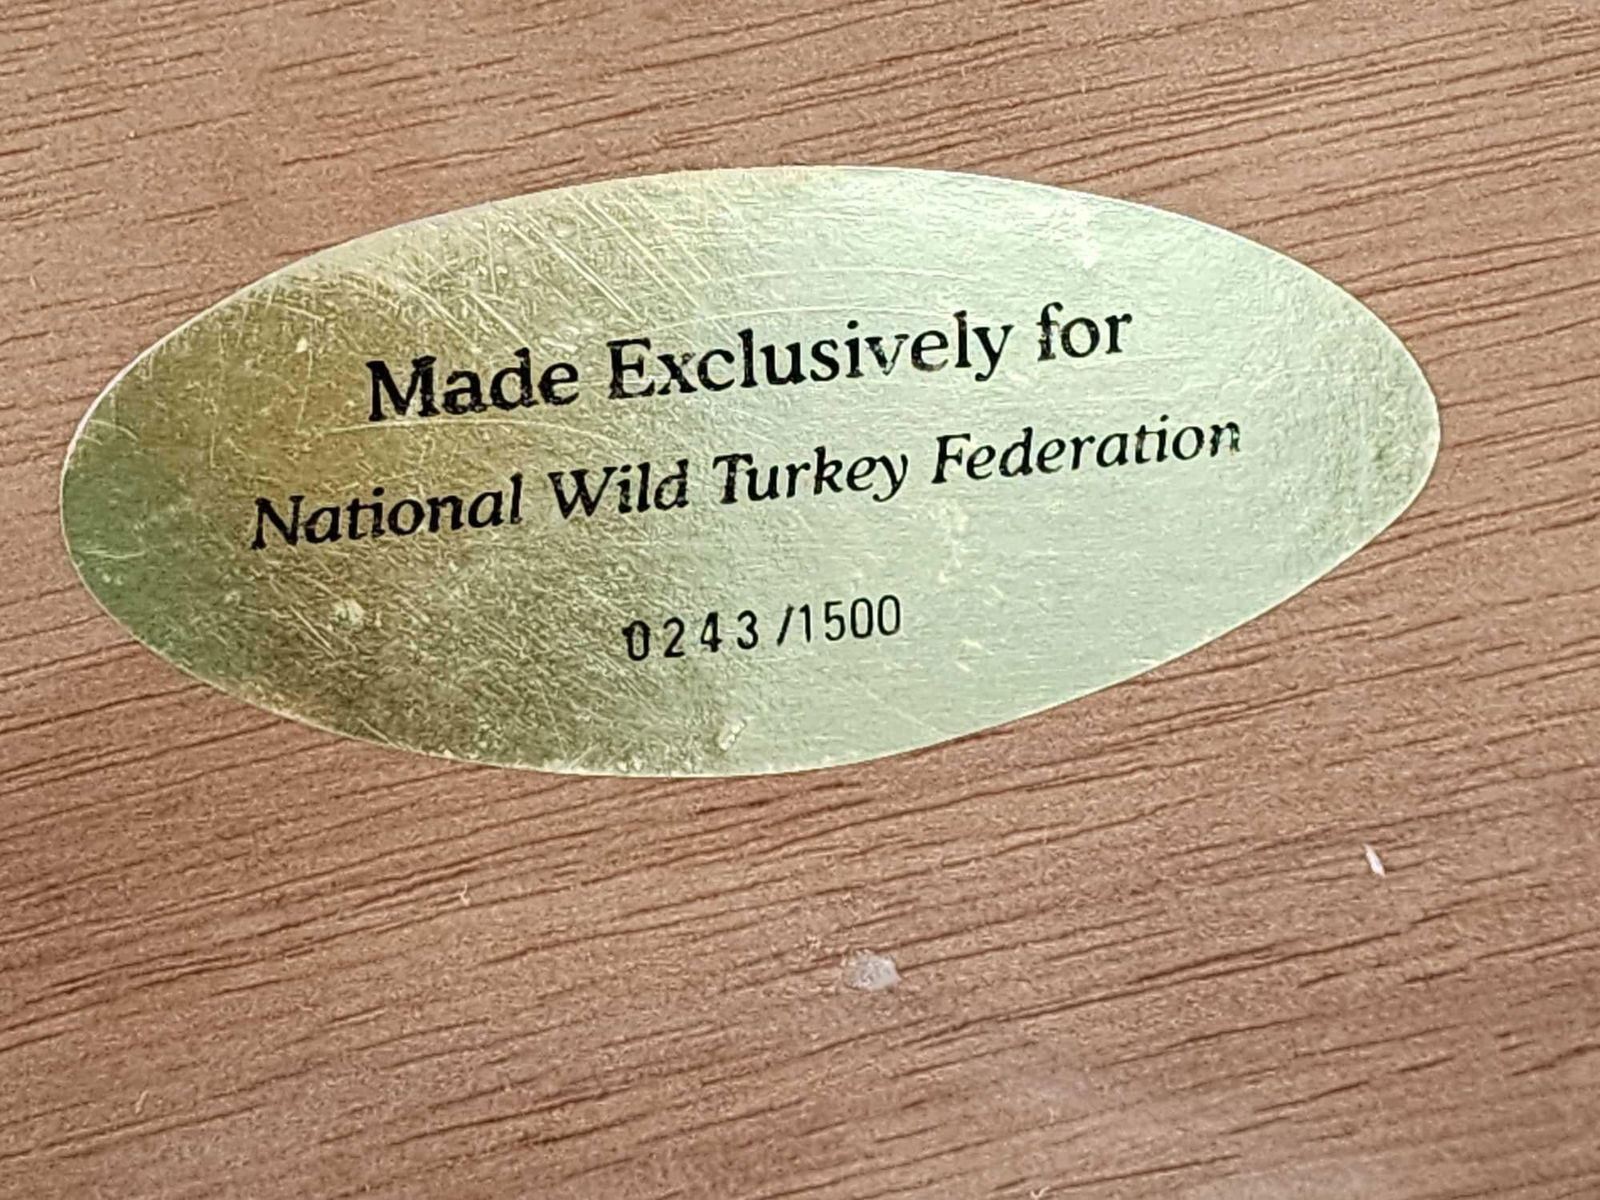 Made Exclusively for
National Wild Turkey Federation
0243/1500